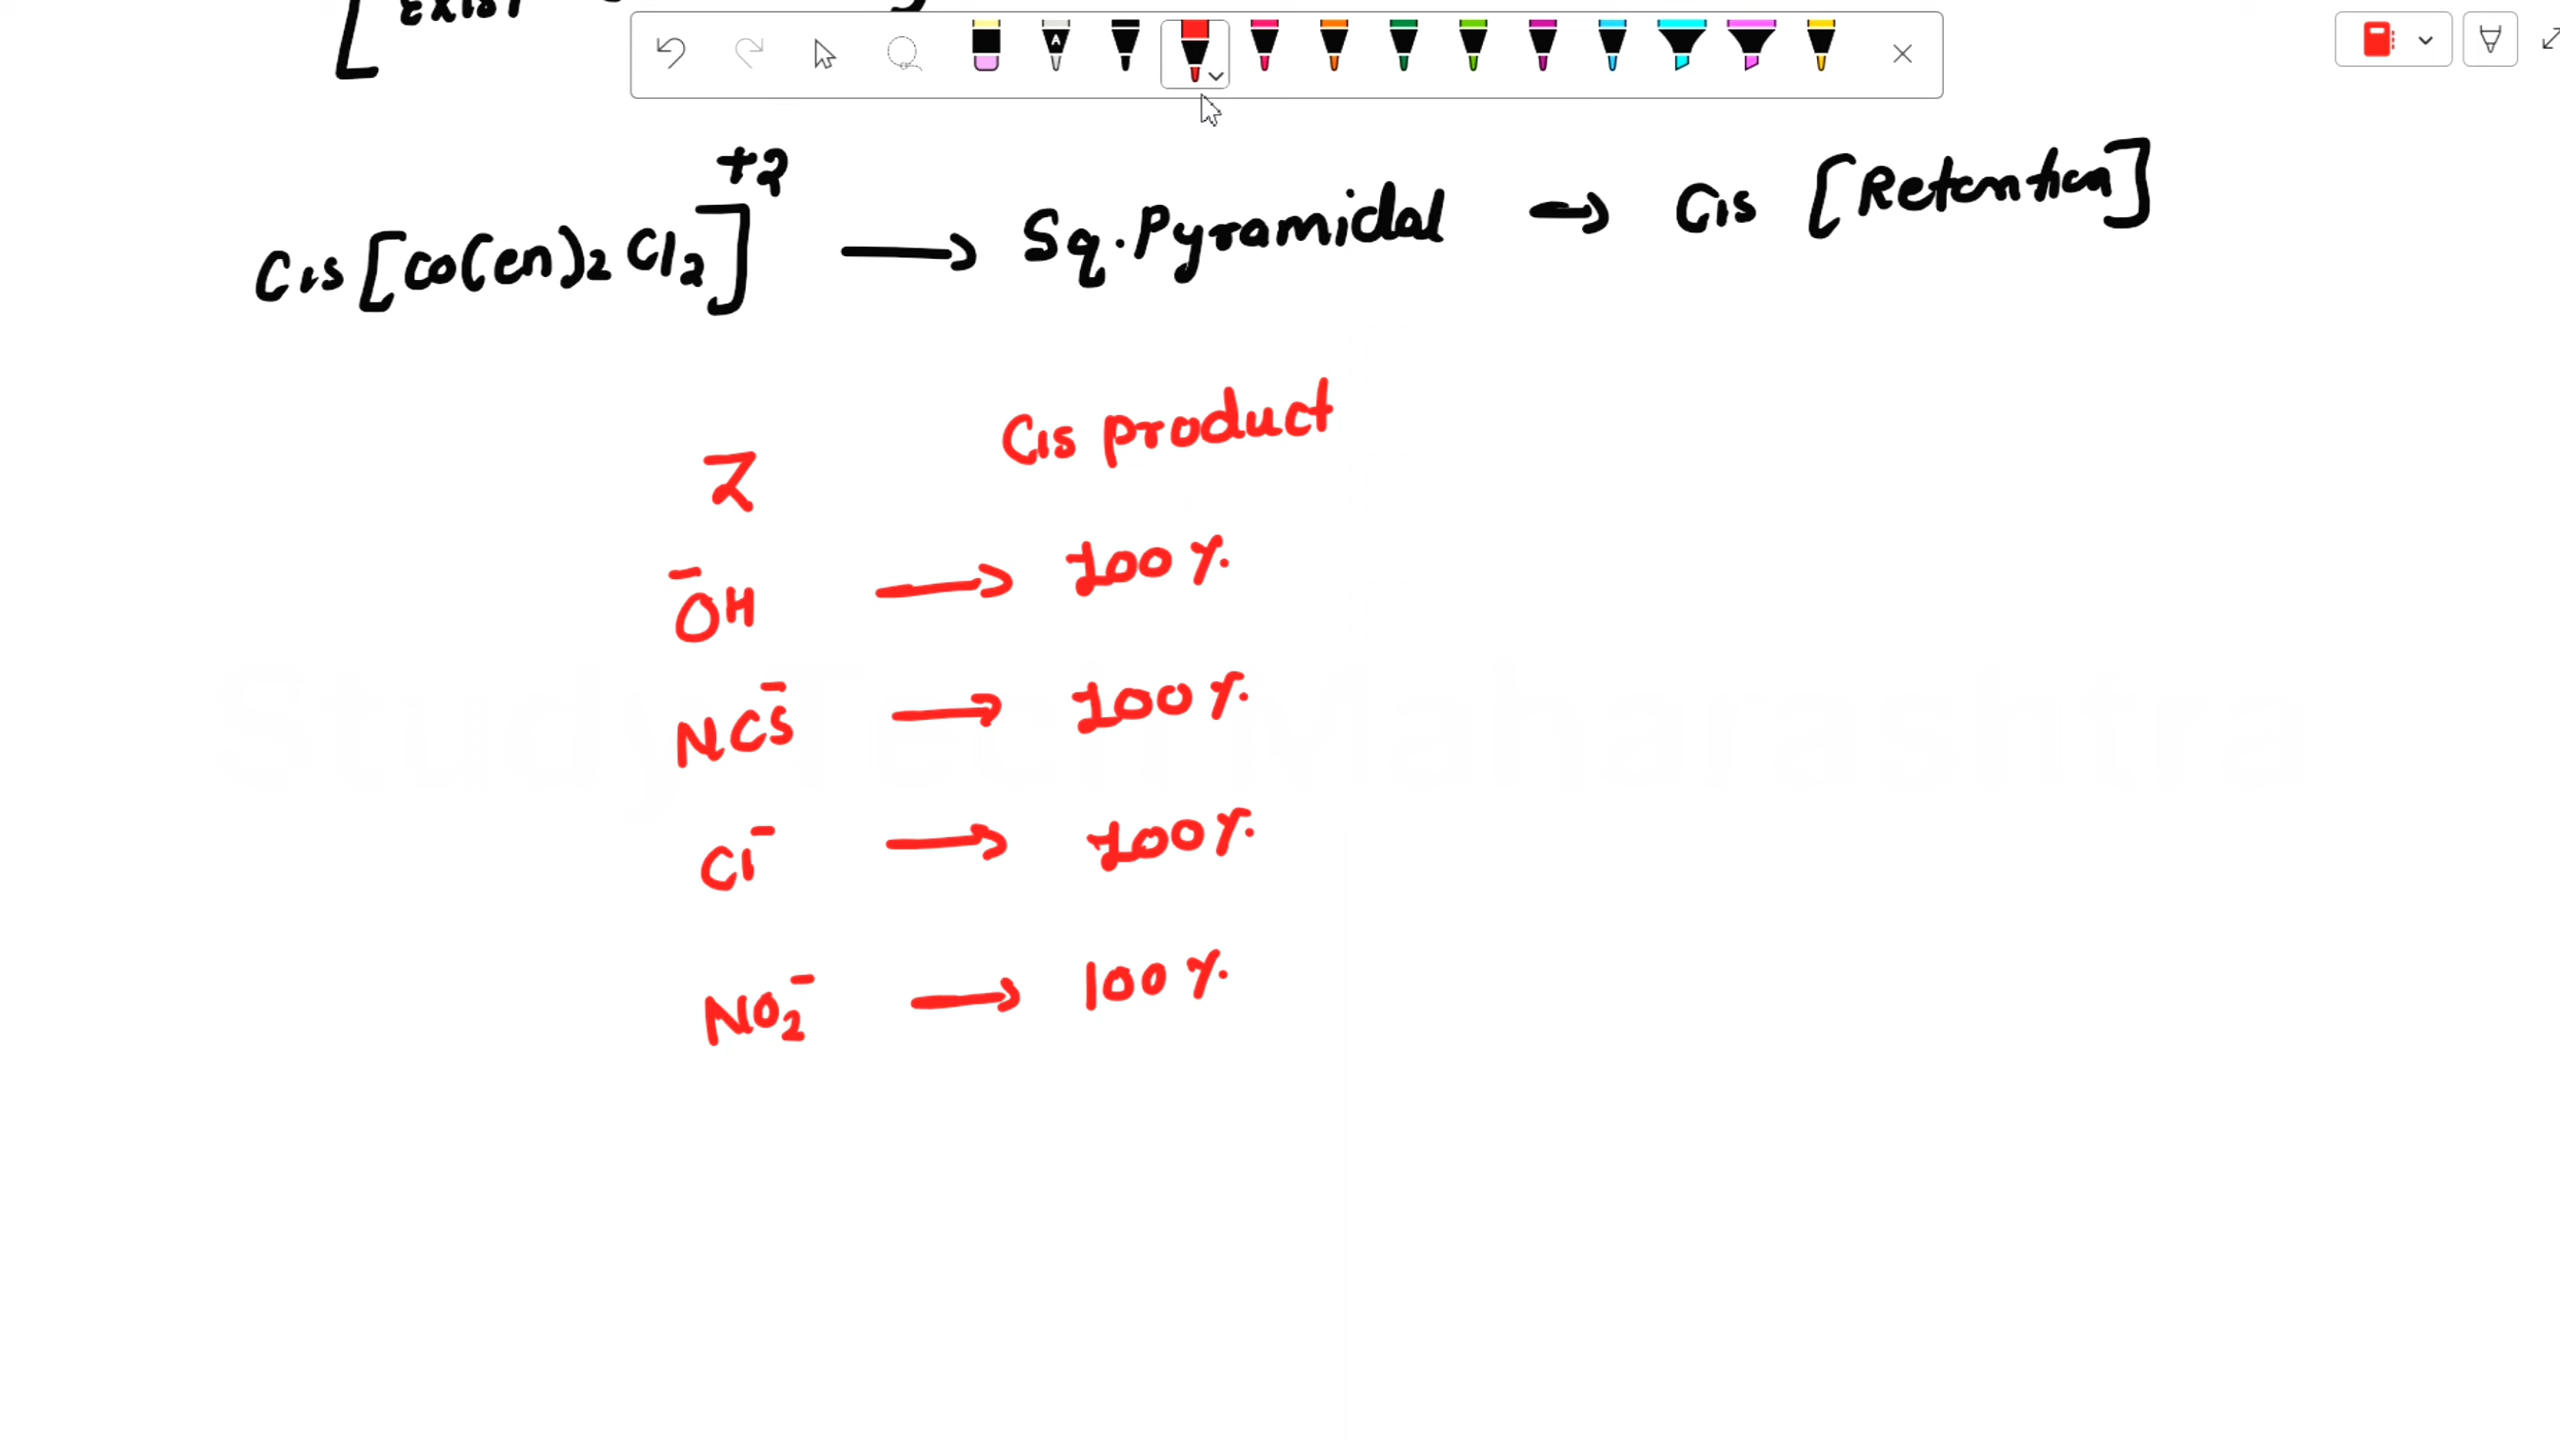 [Exist
Cis[Co(en)2Cl2]+2 → Sq.Pyramidal → Cis [Retention]
Z Cis product
-OH → 100%
NCS- → 100%
Cl- → 100%
NO2- → 100%